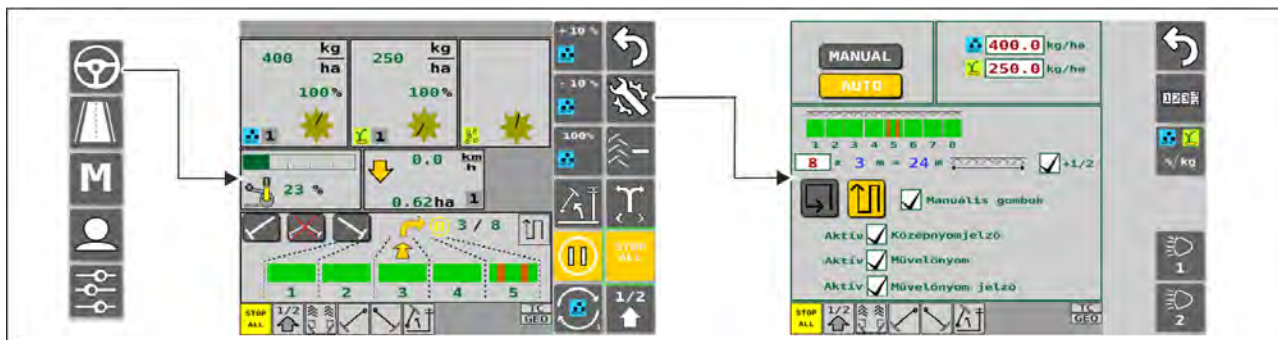 M
400 kg/ha
250 kg/ha
100%
100%
1
1
23 %
0.0 km/h
0.62ha 1
3 / 8
1 2 3 4 5
STOP ALL
1/2
TC GEO
+10 %
-10 %
100%
STOP ALL
1/2
MANUAL
AUTO
400.0 kg/ha
250.0 kg/ha
1 2 3 4 5 6 7 8
8 * 3 m = 24 m +1/2
Manuális gombok
Aktív Középnyomjelző
Aktív Művelőnyom
Aktív Művelőnyom jelző
STOP ALL
1/2
TC GEO
%/kg
1
2